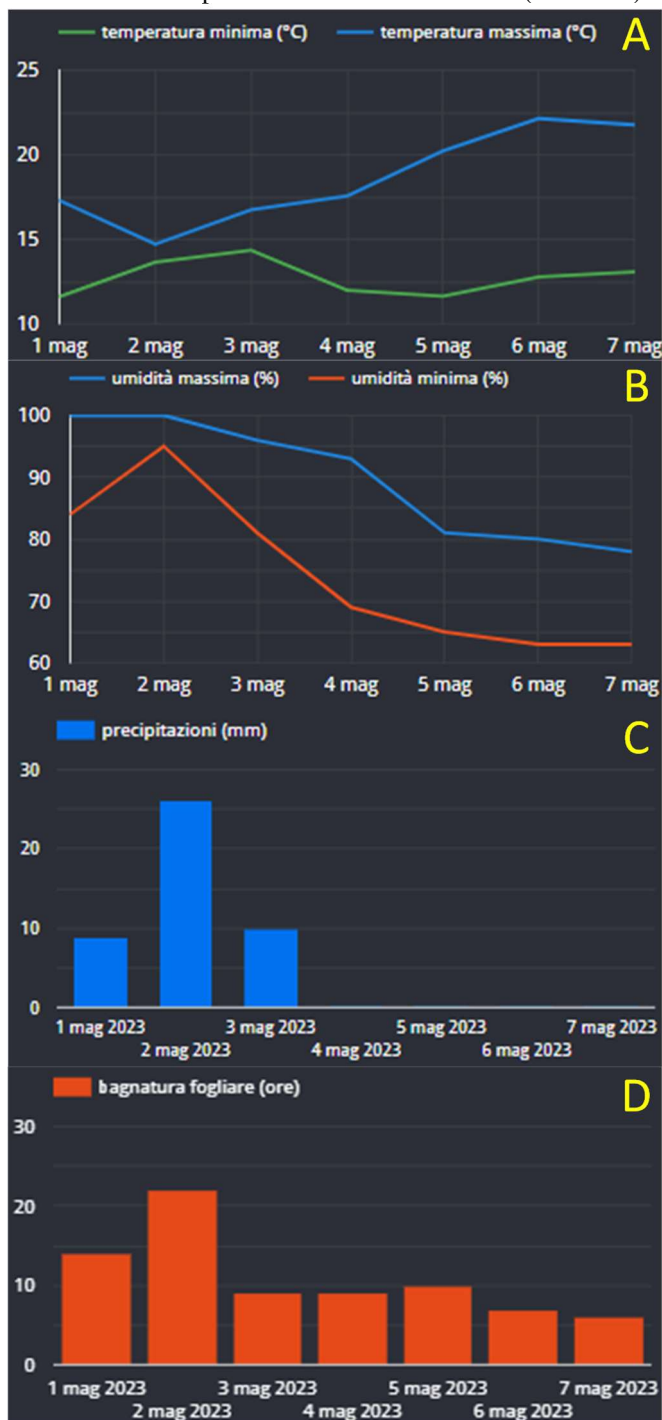 temperatura minima (°C) temperatura massima (°C) A
25
20
15
10
1 mag 2 mag 3 mag 4 mag 5 mag 6 mag 7 mag
umidità massima (%) umidità minima (%) B
100
90
80
70
60
1 mag 2 mag 3 mag 4 mag 5 mag 6 mag 7 mag
precipitazioni (mm) C
30
20
10
0
1 mag 2023 3 mag 2023 5 mag 2023 7 mag 2023
2 mag 2023 4 mag 2023 6 mag 2023
bagnatura fogliare (ore) D
30
20
10
0
1 mag 2023 3 mag 2023 5 mag 2023 7 mag 2023
2 mag 2023 4 mag 2023 6 mag 2023